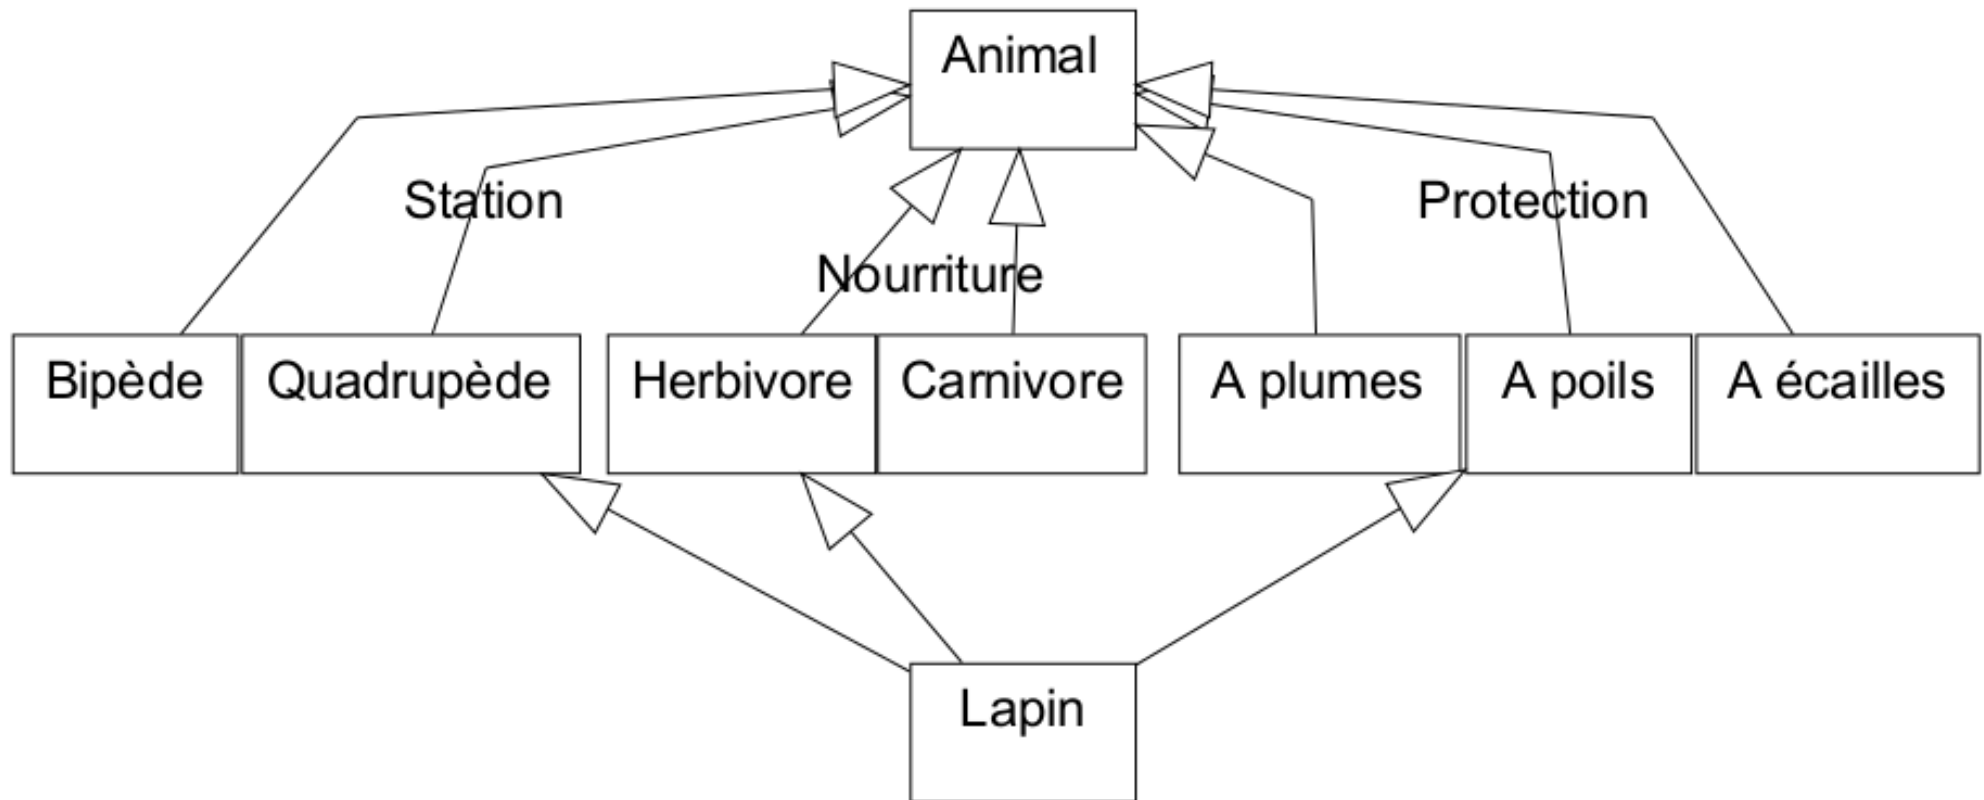 Animal
Station
Protection
Nourriture
Bipède
Quadrupède
Herbivore
Carnivore
A plumes
A poils
A écailles
Lapin